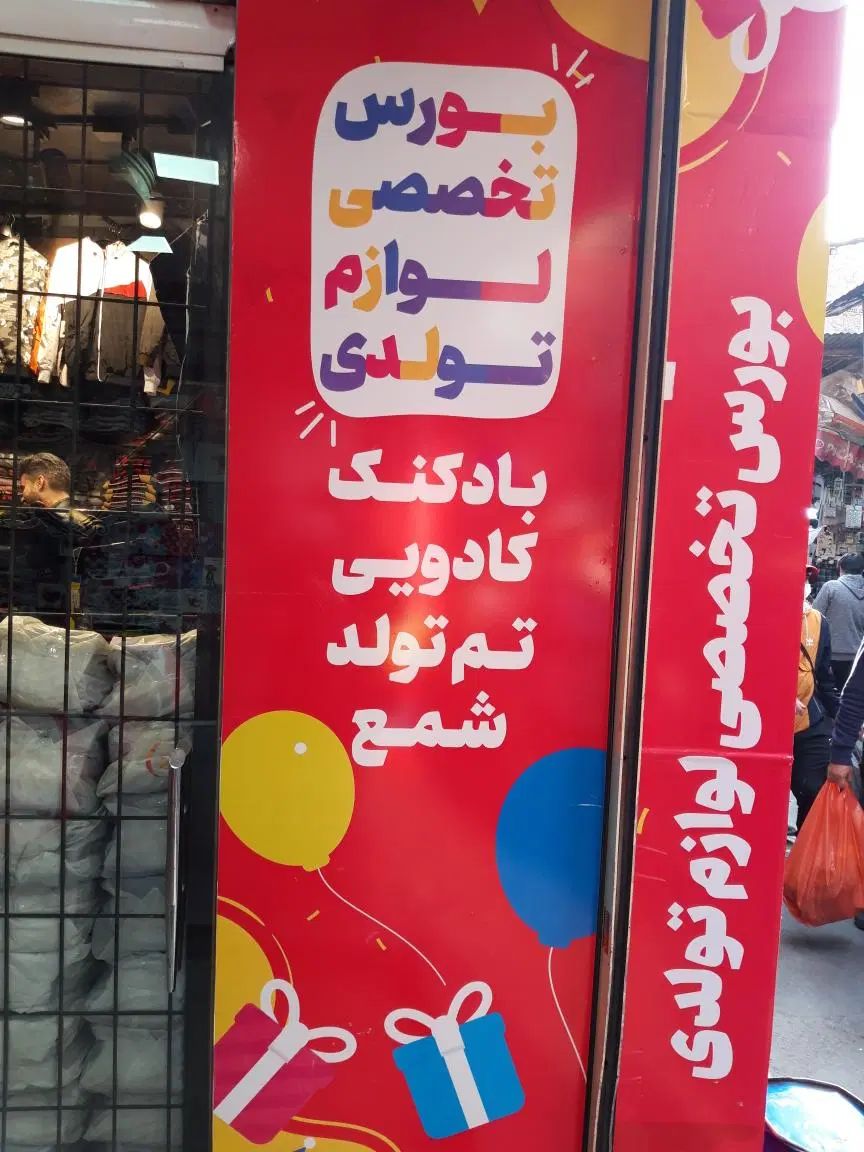 بورس
تخصصی
لوازم
تولدی
بادکنک
کادویی
تم تولد
شمع
بورس تخصصی لوازم تولدی